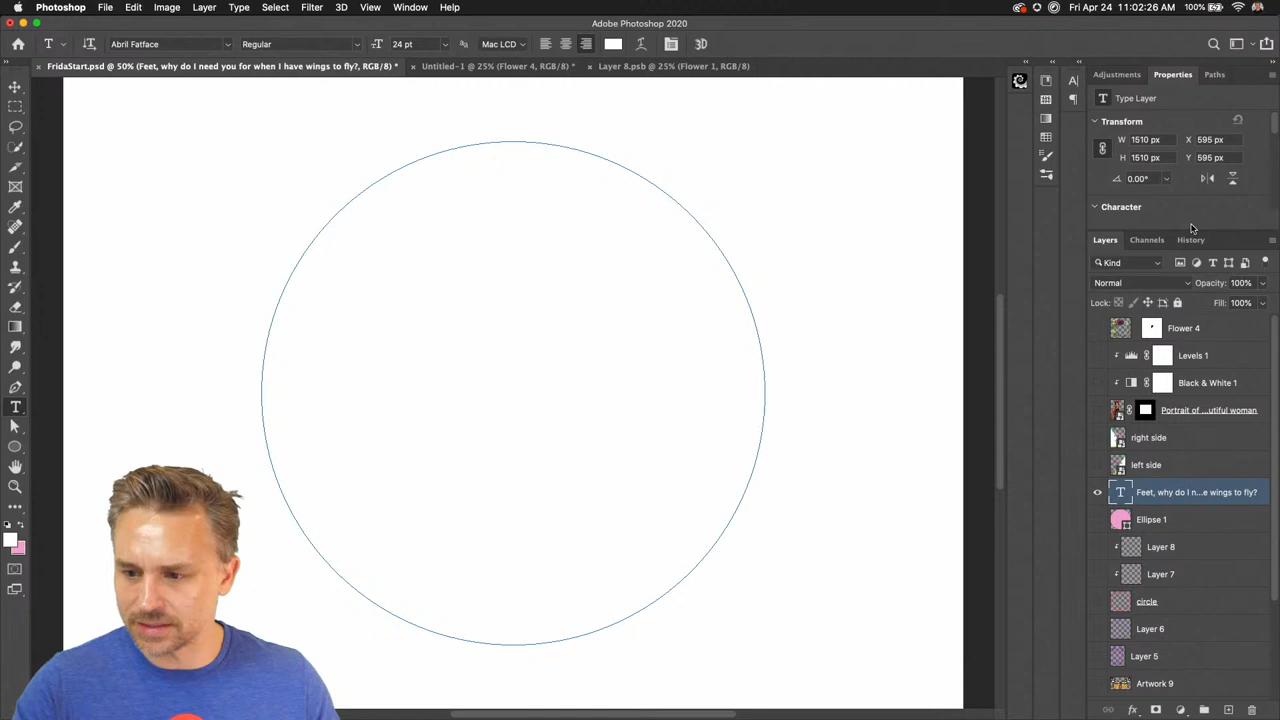 Photoshop File Edit Image Layer Type Select Filter 3D View Window Help 100% Fri Apr 24 11:02:26 AM
Adobe Photoshop 2020
T Abril Fatface Regular 24 pt Mac LCD 3D
FridaStart.psd @ 50% (Feet, why do I need you for when I have wings to fly?, RGB/8) * Untitled-1 @ 25% (Flower 4, RGB/8) * Layer 8.psb @ 25% (Flower 1, RGB/8)
Adjustments Properties Paths
T Type Layer
Transform
W 1510 px X 595 px
H 1510 px Y 595 px
0.00°
Character
Layers Channels History
Kind
Normal Opacity: 100%
Lock: Fill: 100%
Flower 4
Levels 1
Black & White 1
Portrait of ...utiful woman
right side
left side
T Feet, why do I n...e wings to fly?
Ellipse 1
Layer 8
Layer 7
circle
Layer 6
Layer 5
Artwork 9
fx